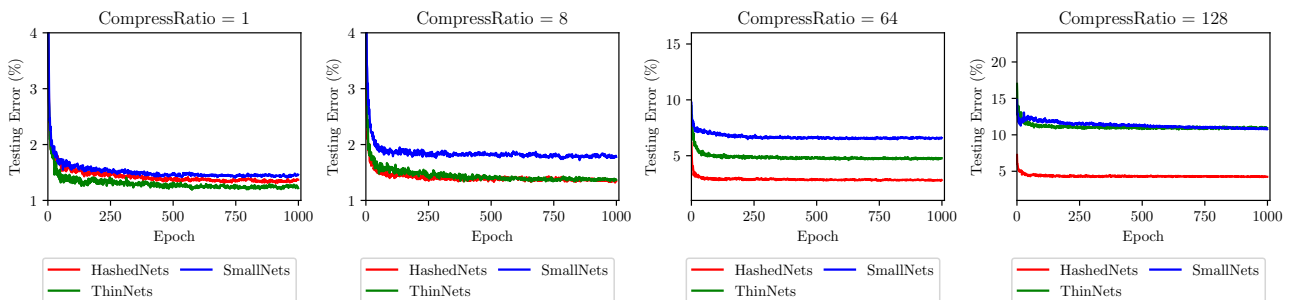 CompressRatio = 1
4
3
2
1
Testing Error (%)
0 250 500 750 1000
Epoch
HashedNets SmallNets
ThinNets
CompressRatio = 8
4
3
2
1
Testing Error (%)
0 250 500 750 1000
Epoch
HashedNets SmallNets
ThinNets
CompressRatio = 64
15
10
5
Testing Error (%)
0 250 500 750 1000
Epoch
HashedNets SmallNets
ThinNets
CompressRatio = 128
20
15
10
5
Testing Error (%)
0 250 500 750 1000
Epoch
HashedNets SmallNets
ThinNets